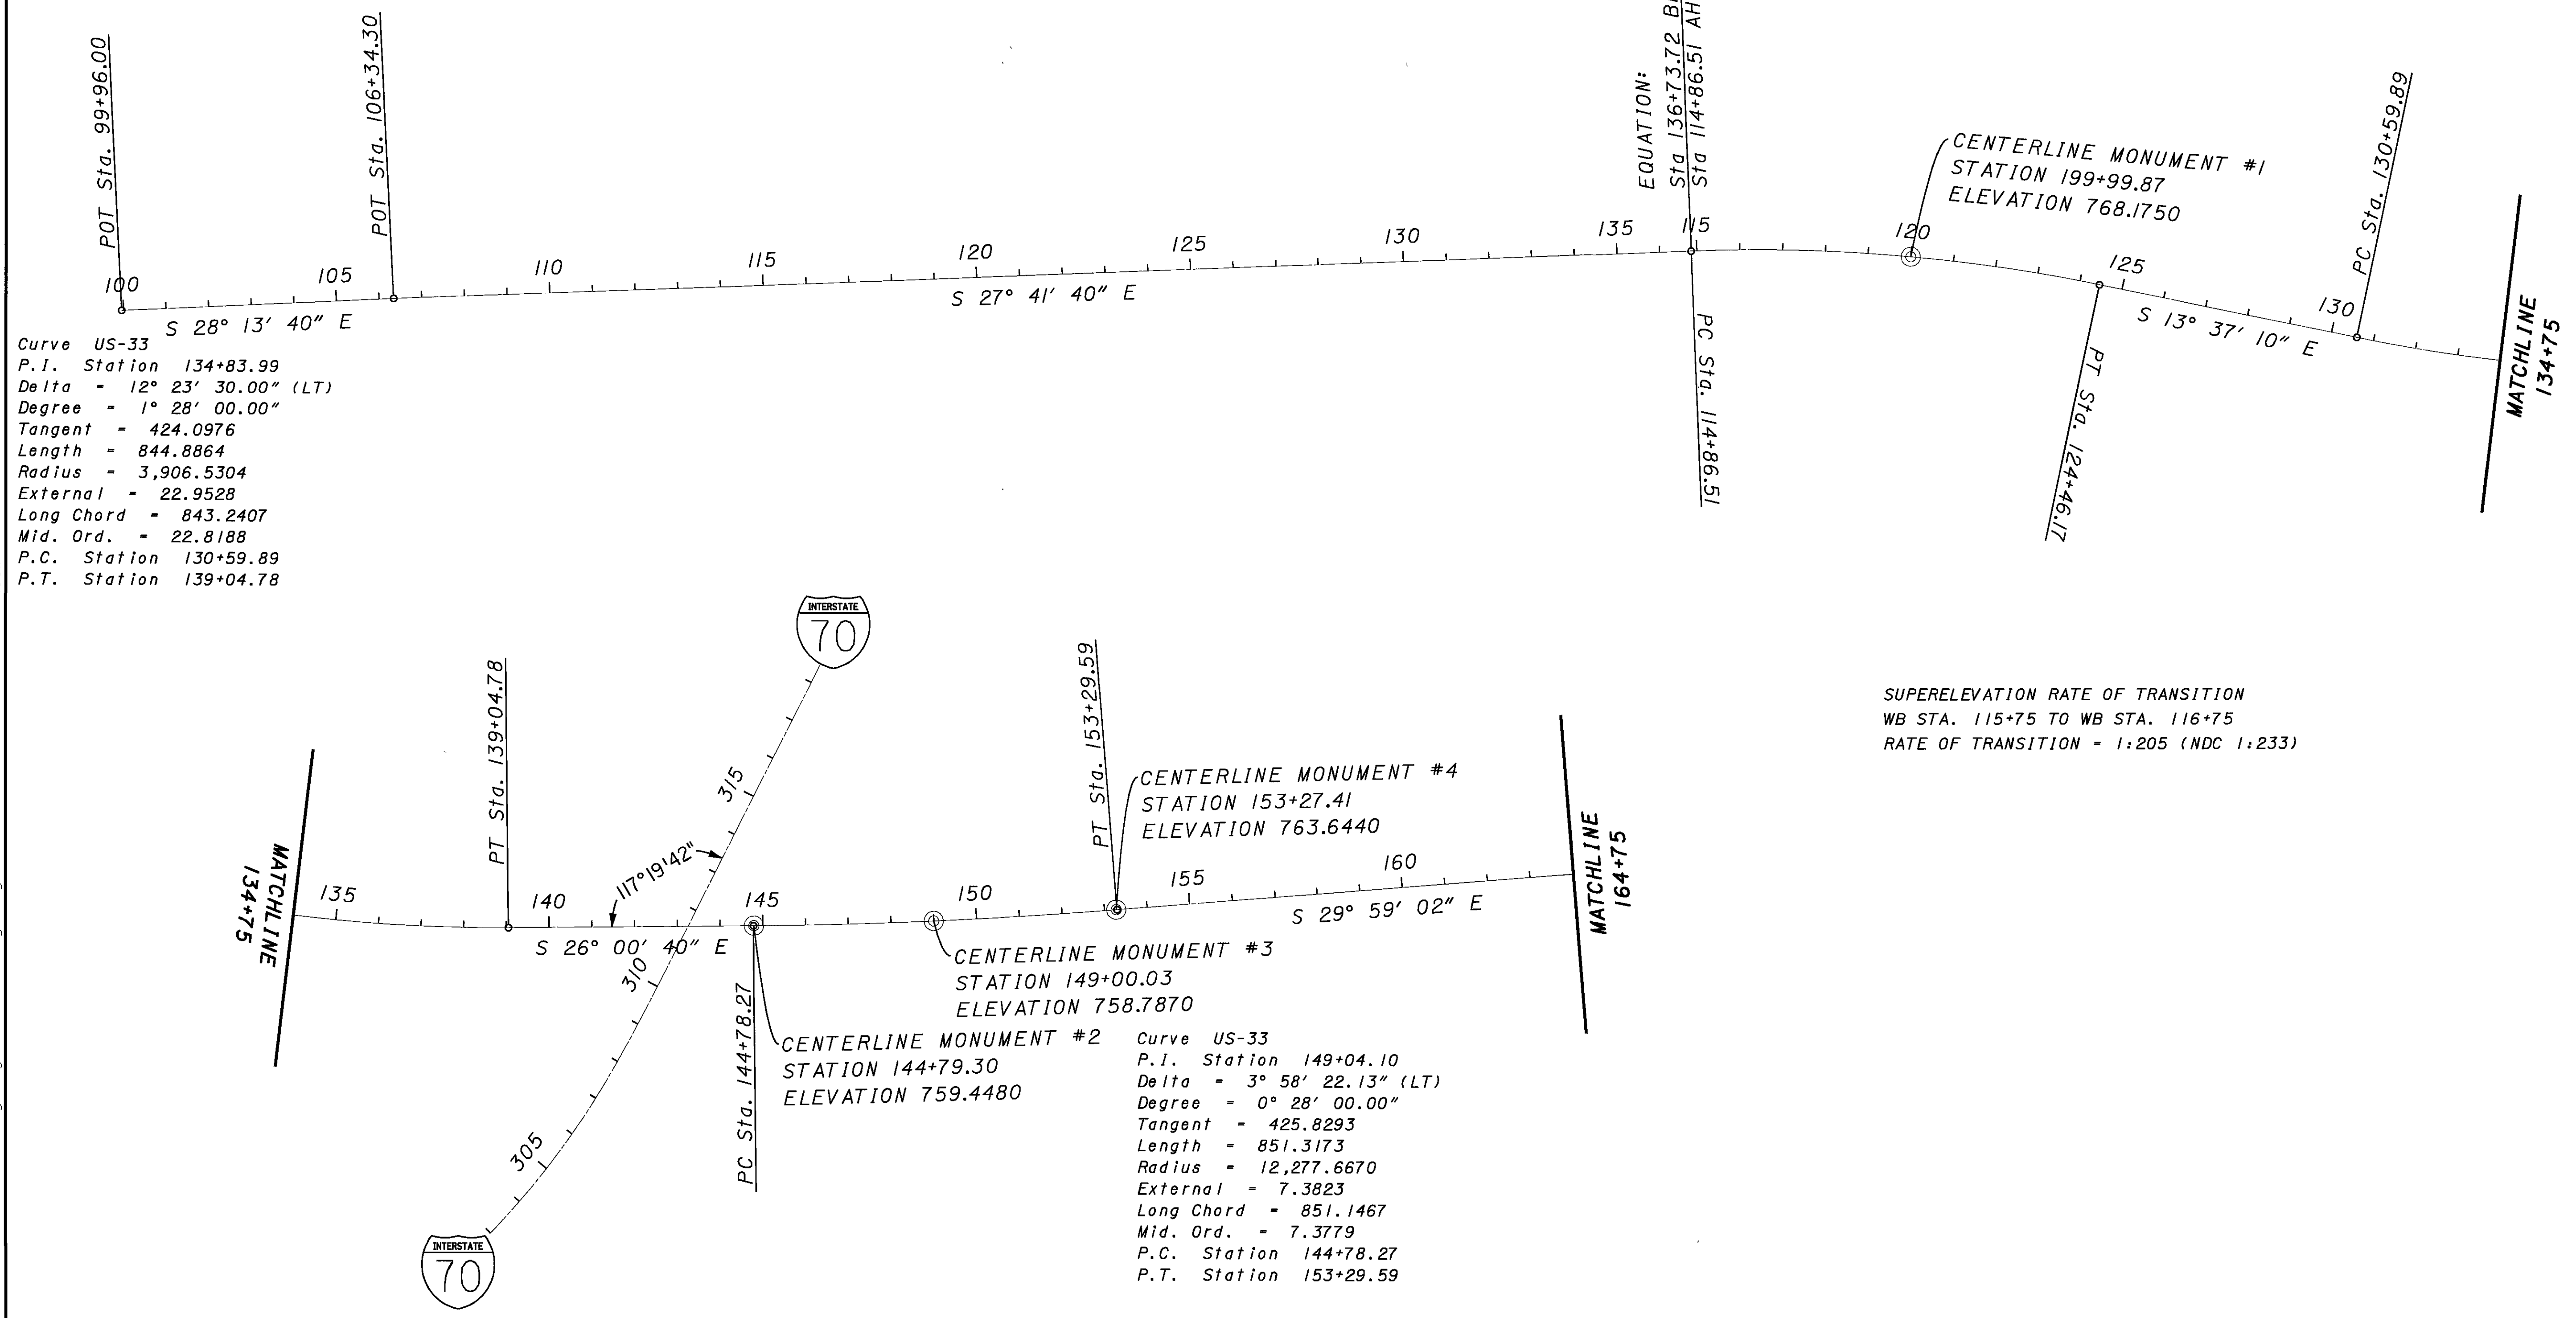 POT Sta. 99+96.00
POT Sta. 106+34.30
EQUATION:
Sta 136+73.72
Sta 114+86.51 AH
CENTERLINE MONUMENT #1
STATION 199+99.87
ELEVATION 768.1750
PC Sta. 130+59.89
100
105
110
115
120
125
130
135
115
120
125
130
S 28° 13' 40" E
S 27° 41' 40" E
S 13° 37' 10" E
PC Sta. 114+86.51
PT Sta. 124+46.17
MATCHLINE
134+75
Curve US-33
P.I. Station 134+83.99
Delta = 12° 23' 30.00" (LT)
Degree = 1° 28' 00.00"
Tangent = 424.0976
Length = 844.8864
Radius = 3,906.5304
External = 22.9528
Long Chord = 843.2407
Mid. Ord. = 22.8188
P.C. Station 130+59.89
P.T. Station 139+04.78
INTERSTATE
70
PT Sta. 139+04.78
PT Sta. 153+29.59
315
117°19'42"
CENTERLINE MONUMENT #4
STATION 153+27.41
ELEVATION 763.6440
SUPERELEVATION RATE OF TRANSITION
WB STA. 115+75 TO WB STA. 116+75
RATE OF TRANSITION = 1:205 (NDC 1:233)
MATCHLINE
134+75
135
140
145
150
155
160
MATCHLINE
164+75
S 26° 00' 40" E
S 29° 59' 02" E
310
305
CENTERLINE MONUMENT #3
STATION 149+00.03
ELEVATION 758.7870
PC Sta. 144+78.27
CENTERLINE MONUMENT #2
STATION 144+79.30
ELEVATION 759.4480
Curve US-33
P.I. Station 149+04.10
Delta = 3° 58' 22.13" (LT)
Degree = 0° 28' 00.00"
Tangent = 425.8293
Length = 851.3173
Radius = 12,277.6670
External = 7.3823
Long Chord = 851.1467
Mid. Ord. = 7.3779
P.C. Station 144+78.27
P.T. Station 153+29.59
INTERSTATE
70